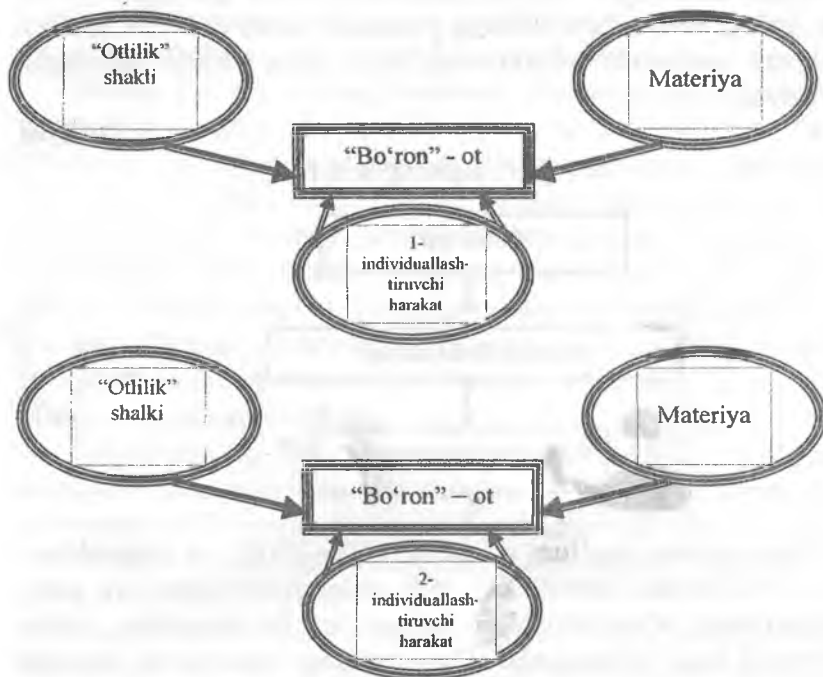 “Otlilik”
shakli
Materiya
“Bo‘ron” - ot
1-
individuallash-
tiruvchi
harakat
“Otlilik”
shalki
Materiya
“Bo‘ron” – ot
2-
individuallash-
tiruvchi
harakat